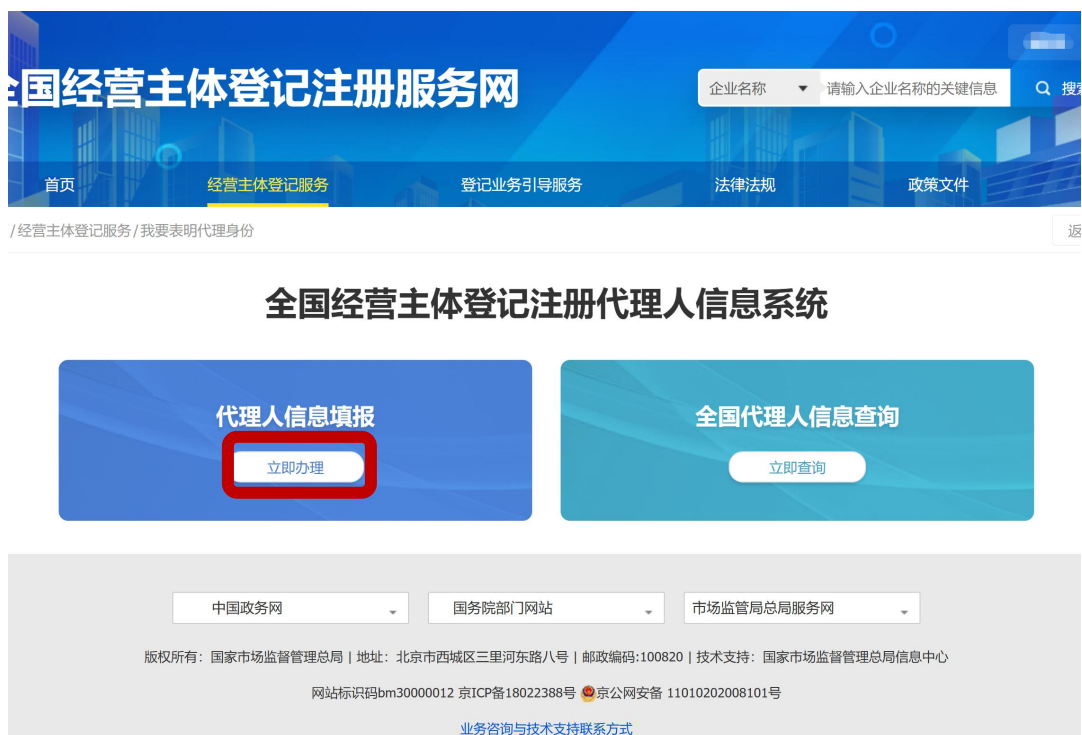 全国经营主体登记注册服务网
企业名称 请输入企业名称的关键信息 搜索
首页 经营主体登记服务 登记业务引导服务 法律法规 政策文件
/经营主体登记服务/我要表明代理身份 返
全国经营主体登记注册代理人信息系统
代理人信息填报 全国代理人信息查询
立即办理 立即查询
中国政务网 国务院部门网站 市场监管局总局服务网
版权所有：国家市场监督管理总局 | 地址：北京市西城区三里河东路八号 | 邮政编码:100820 | 技术支持：国家市场监督管理总局信息中心
网站标识码bm30000012 京ICP备18022388号 京公网安备 11010202008101号
业务咨询与技术支持联系方式